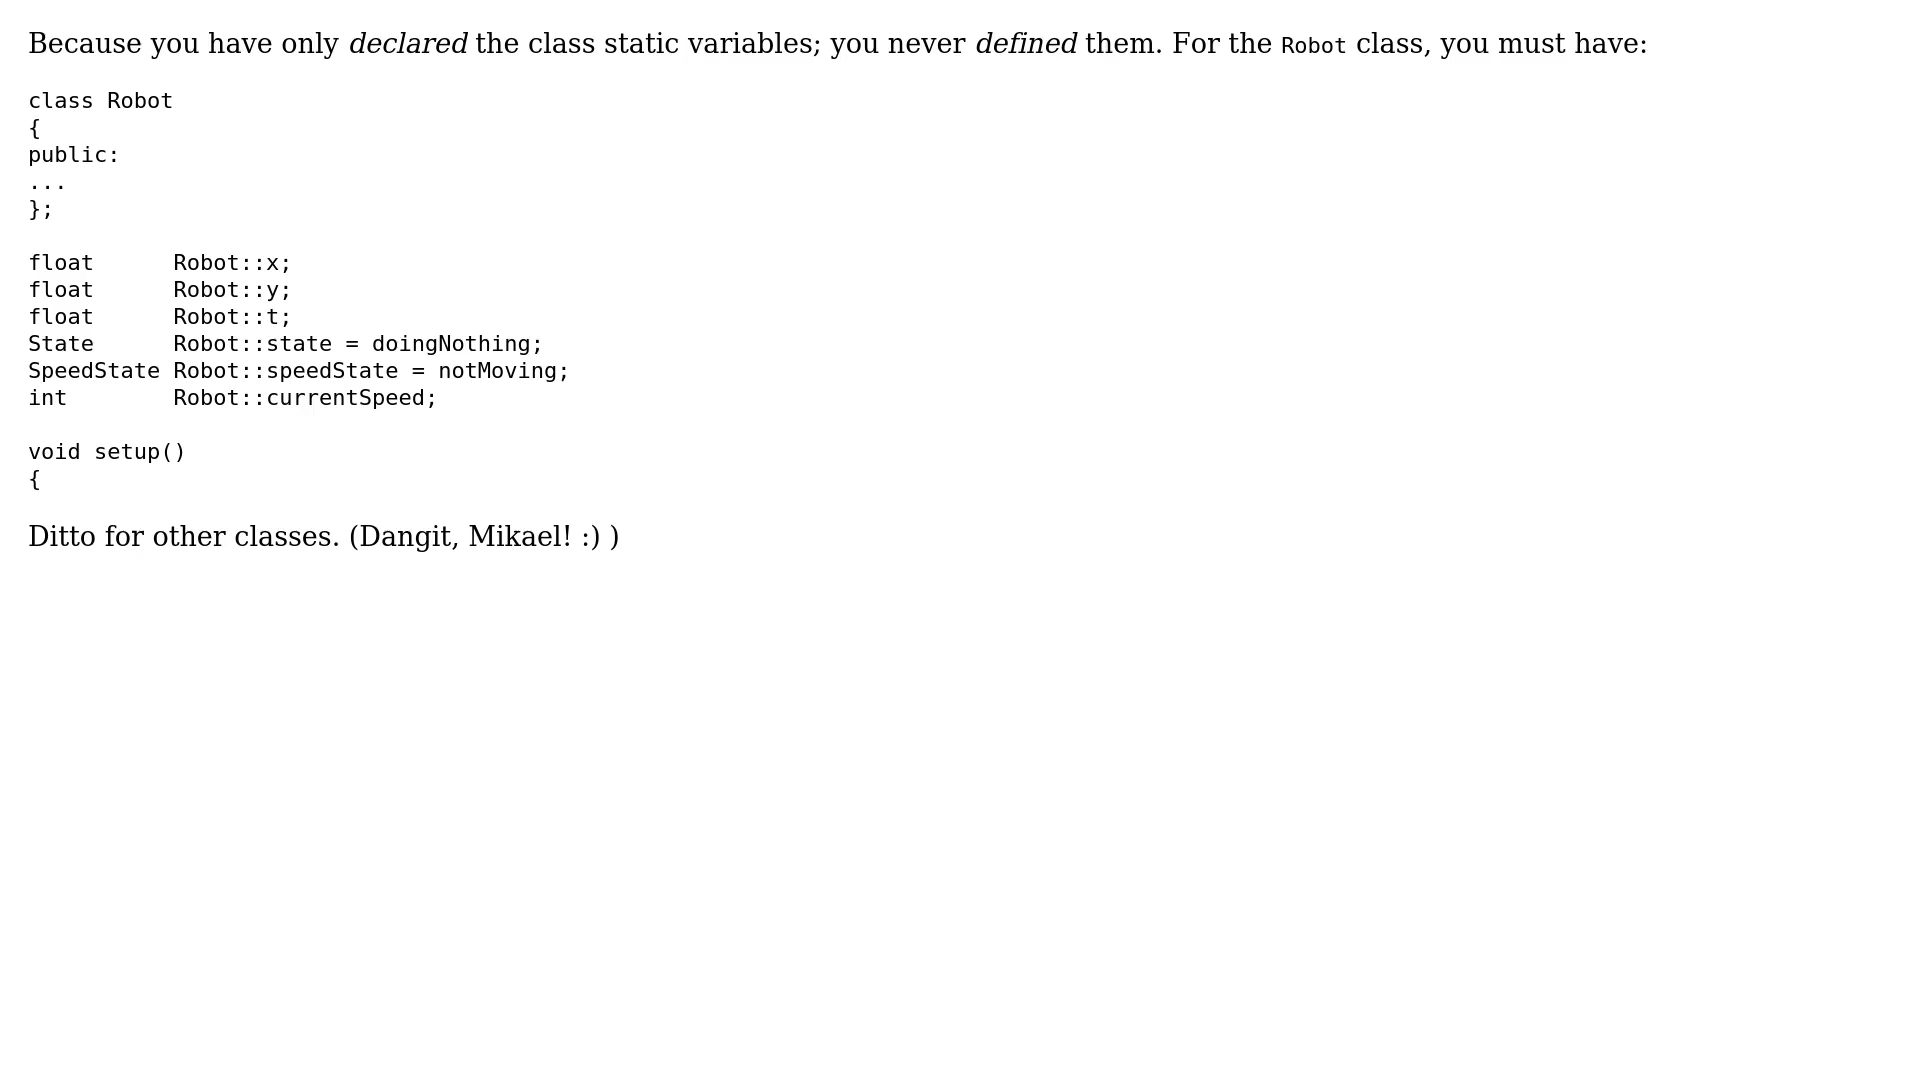 Because you have only declared the class static variables; you never defined them. For the Robot class, you must have:
class Robot
{
public:
...
};
float      Robot::x;
float      Robot::y;
float      Robot::t;
State      Robot::state = doingNothing;
SpeedState Robot::speedState = notMoving;
int        Robot::currentSpeed;
void setup()
{
Ditto for other classes. (Dangit, Mikael! :) )